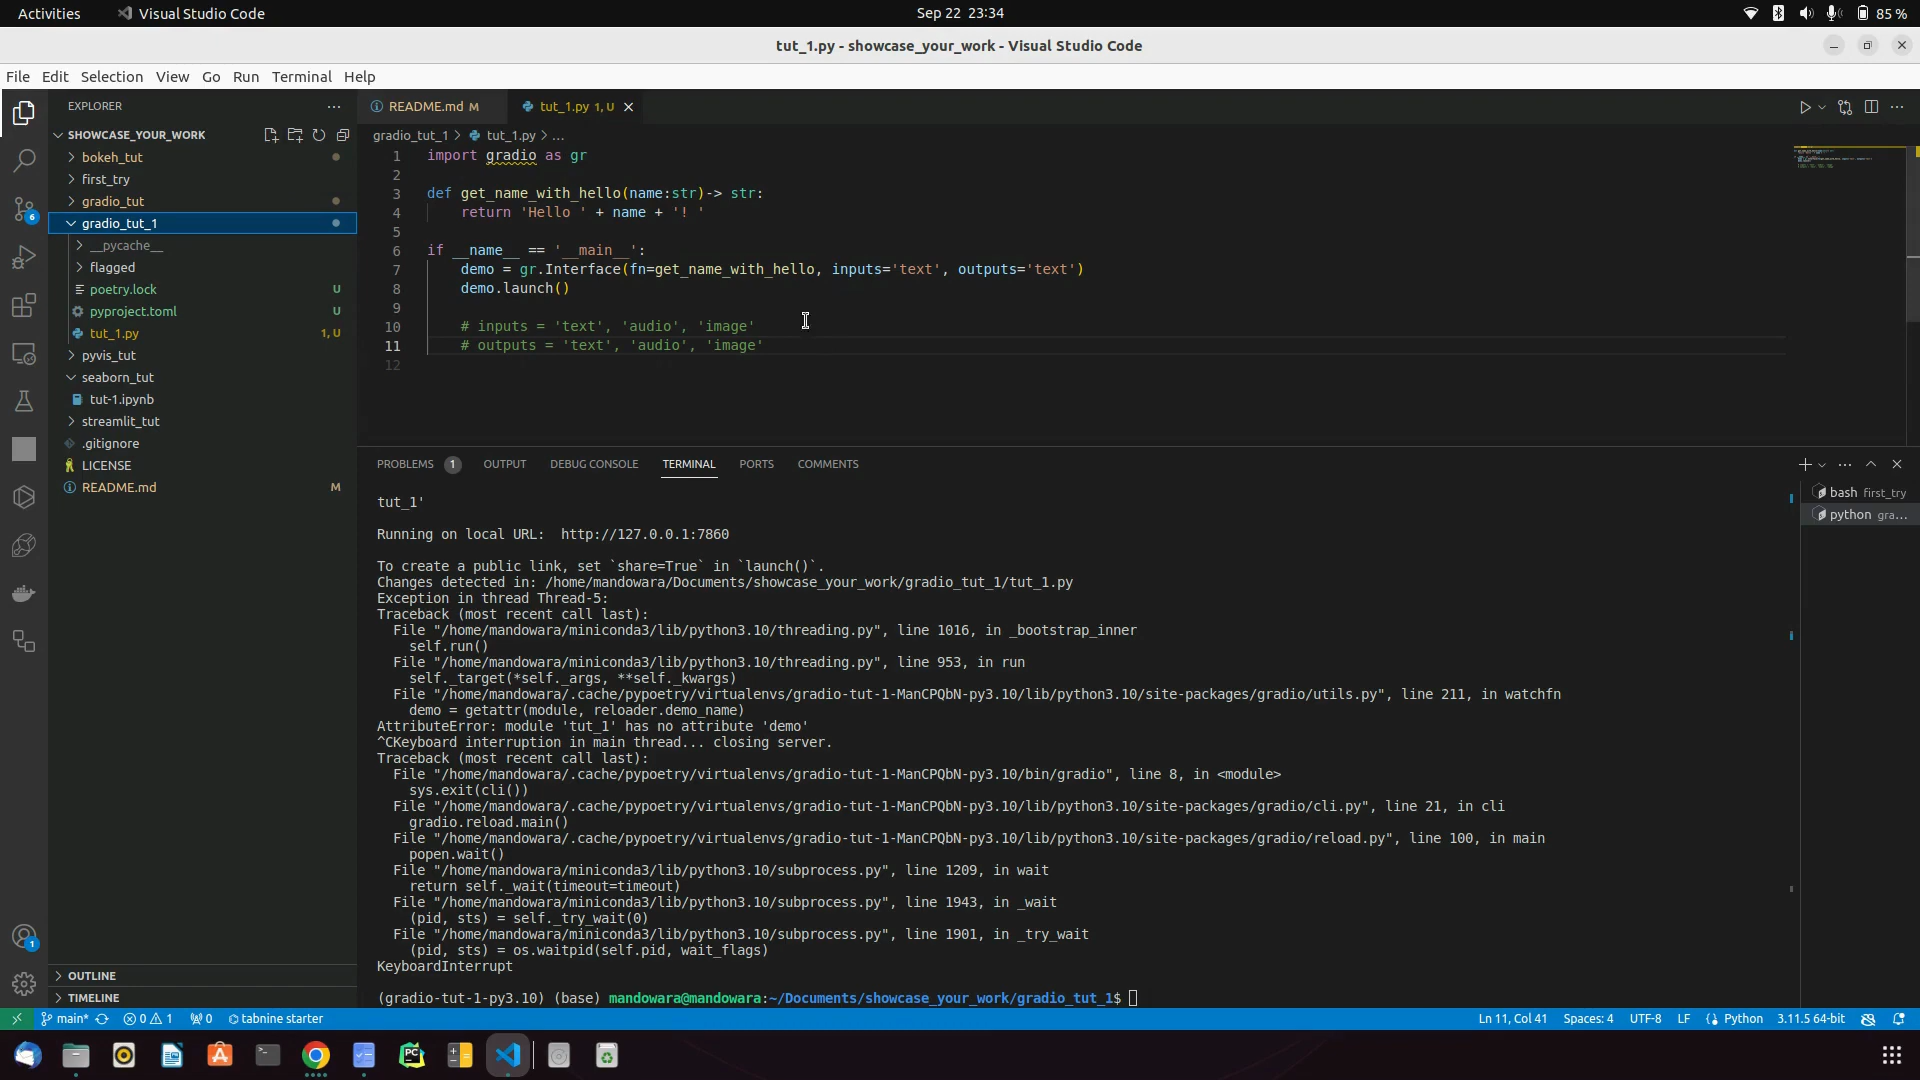 Activities
Visual Studio Code
Sep 22 23:34
85 %
tut_1.py - showcase_your_work - Visual Studio Code
File Edit Selection View Go Run Terminal Help
EXPLORER
SHOWCASE_YOUR_WORK
bokeh_tut
first_try
gradio_tut
gradio_tut_1
__pycache__
flagged
poetry.lock U
pyproject.toml U
tut_1.py 1, U
pyvis_tut
seaborn_tut
tut-1.ipynb
streamlit_tut
.gitignore
LICENSE
README.md M
OUTLINE
TIMELINE
6
1
README.md M
tut_1.py 1, U
gradio_tut_1 > tut_1.py > ...
1 import gradio as gr
2
3 def get_name_with_hello(name:str)-> str:
4 return 'Hello ' + name + '! '
5
6 if __name__ == '__main__':
7 demo = gr.Interface(fn=get_name_with_hello, inputs='text', outputs='text')
8 demo.launch()
9
10 # inputs = 'text', 'audio', 'image'
11 # outputs = 'text', 'audio', 'image'
12
PROBLEMS 1 OUTPUT DEBUG CONSOLE TERMINAL PORTS COMMENTS
bash first_try
python gra...
tut_1'
Running on local URL:  http://127.0.0.1:7860
To create a public link, set `share=True` in `launch()`.
Changes detected in: /home/mandowara/Documents/showcase_your_work/gradio_tut_1/tut_1.py
Exception in thread Thread-5:
Traceback (most recent call last):
File "/home/mandowara/miniconda3/lib/python3.10/threading.py", line 1016, in _bootstrap_inner
self.run()
File "/home/mandowara/miniconda3/lib/python3.10/threading.py", line 953, in run
self._target(*self._args, **self._kwargs)
File "/home/mandowara/.cache/pypoetry/virtualenvs/gradio-tut-1-ManCPQbN-py3.10/lib/python3.10/site-packages/gradio/utils.py", line 211, in watchfn
demo = getattr(module, reloader.demo_name)
AttributeError: module 'tut_1' has no attribute 'demo'
^CKeyboard interruption in main thread... closing server.
Traceback (most recent call last):
File "/home/mandowara/.cache/pypoetry/virtualenvs/gradio-tut-1-ManCPQbN-py3.10/bin/gradio", line 8, in <module>
sys.exit(cli())
File "/home/mandowara/.cache/pypoetry/virtualenvs/gradio-tut-1-ManCPQbN-py3.10/lib/python3.10/site-packages/gradio/cli.py", line 21, in cli
gradio.reload.main()
File "/home/mandowara/.cache/pypoetry/virtualenvs/gradio-tut-1-ManCPQbN-py3.10/lib/python3.10/site-packages/gradio/reload.py", line 100, in main
popen.wait()
File "/home/mandowara/miniconda3/lib/python3.10/subprocess.py", line 1209, in wait
return self._wait(timeout=timeout)
File "/home/mandowara/miniconda3/lib/python3.10/subprocess.py", line 1943, in _wait
(pid, sts) = self._try_wait(0)
File "/home/mandowara/miniconda3/lib/python3.10/subprocess.py", line 1901, in _try_wait
(pid, sts) = os.waitpid(self.pid, wait_flags)
KeyboardInterrupt
(gradio-tut-1-py3.10) (base) mandowara@mandowara:~/Documents/showcase_your_work/gradio_tut_1$
main* 0 1 0 tabnine starter
Ln 11, Col 41 Spaces: 4 UTF-8 LF Python 3.11.5 64-bit
PC